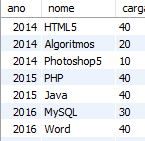 ano nome carga
2014 HTML5 40
2014 Algoritmos 20
2014 Photoshop5 10
2015 PHP 40
2015 Java 40
2016 MySQL 30
2016 Word 40